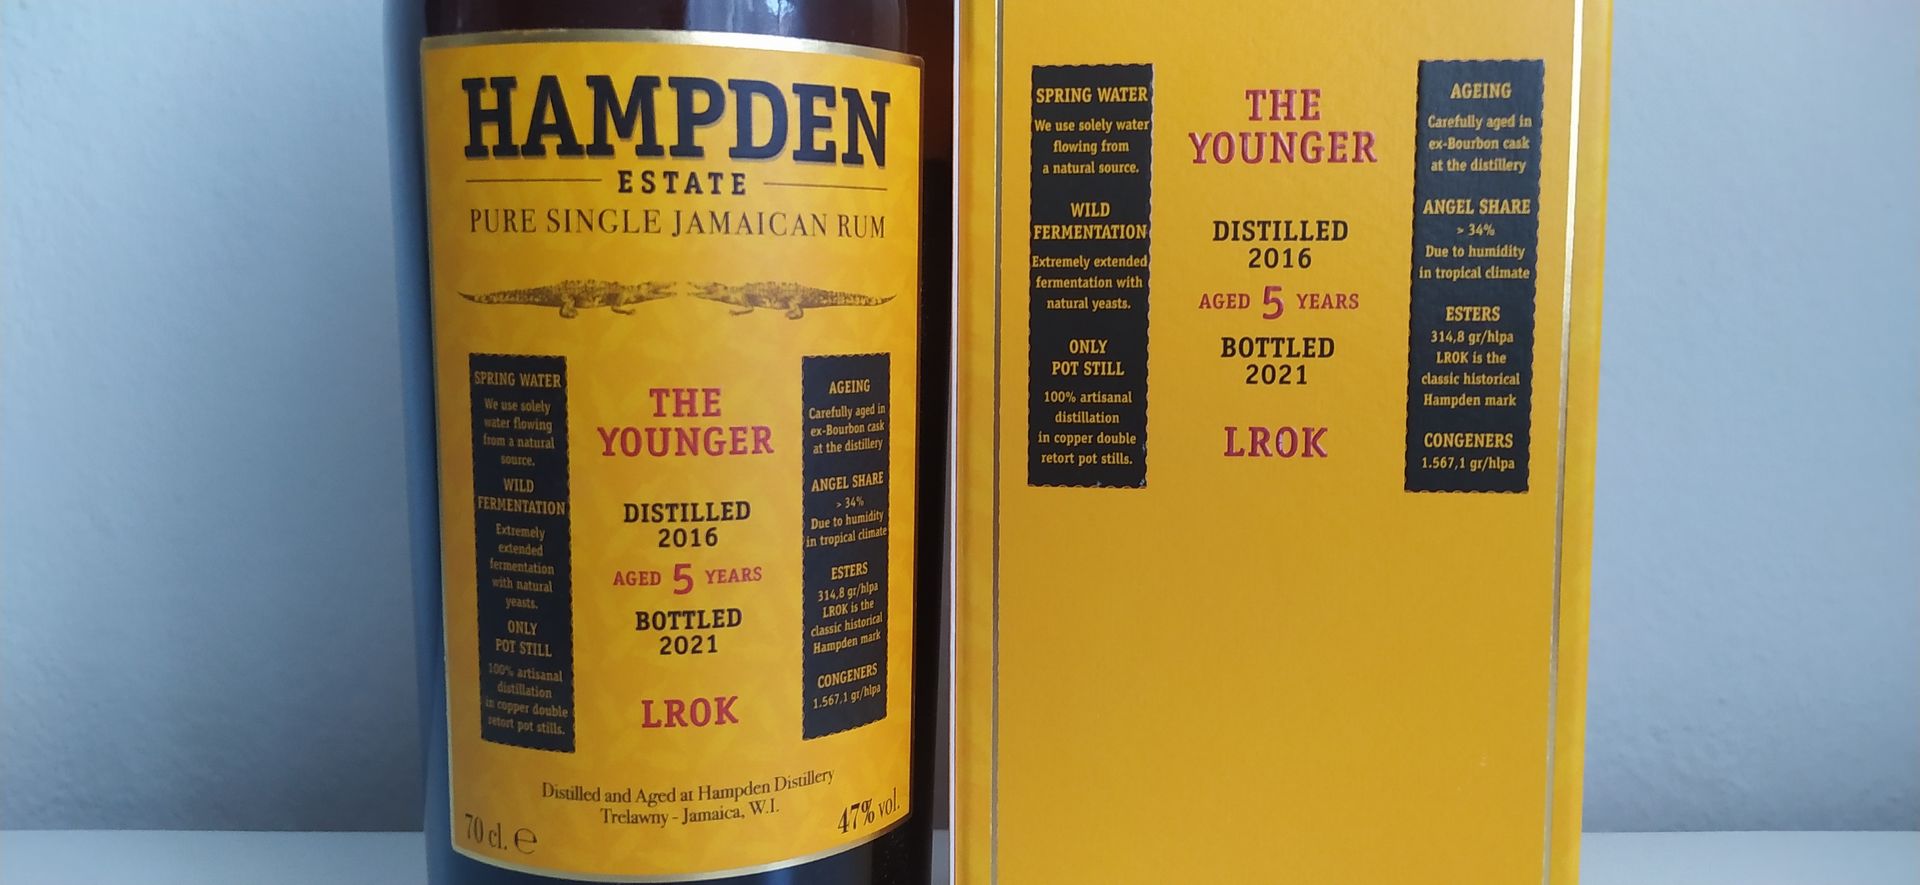 HAMPDEN
ESTATE
PURE SINGLE JAMAICAN RUM
SPRING WATER
We use solely
water flowing
from a natural
source.
WILD
FERMENTATION
Extremely
extended
fermentation
with natural
yeasts.
ONLY
POT STILL
100% artisanal
distillation
in copper double
retort pot stills.
THE
YOUNGER
DISTILLED
2016
AGED 5 YEARS
BOTTLED
2021
LROK
AGEING
Carefully aged in
ex-Bourbon cask
at the distillery
ANGEL SHARE
> 34%
Due to humidity
in tropical climate
ESTERS
314,8 gr/hlpa
LROK is the
classic historical
Hampden mark
CONGENERS
1.567,1 gr/hlpa
Distilled and Aged at Hampden Distillery
Trelawny - Jamaica, W.I.
70 cl. ℮
47% vol.
SPRING WATER
We use solely water
flowing from
a natural source.
WILD
FERMENTATION
Extremely extended
fermentation with
natural yeasts.
ONLY
POT STILL
100% artisanal
distillation
in copper double
retort pot stills.
THE
YOUNGER
DISTILLED
2016
AGED 5 YEARS
BOTTLED
2021
LROK
AGEING
Carefully aged in
ex-Bourbon cask
at the distillery
ANGEL SHARE
> 34%
Due to humidity
in tropical climate
ESTERS
314,8 gr/hlpa
LROK is the
classic historical
Hampden mark
CONGENERS
1.567,1 gr/hlpa